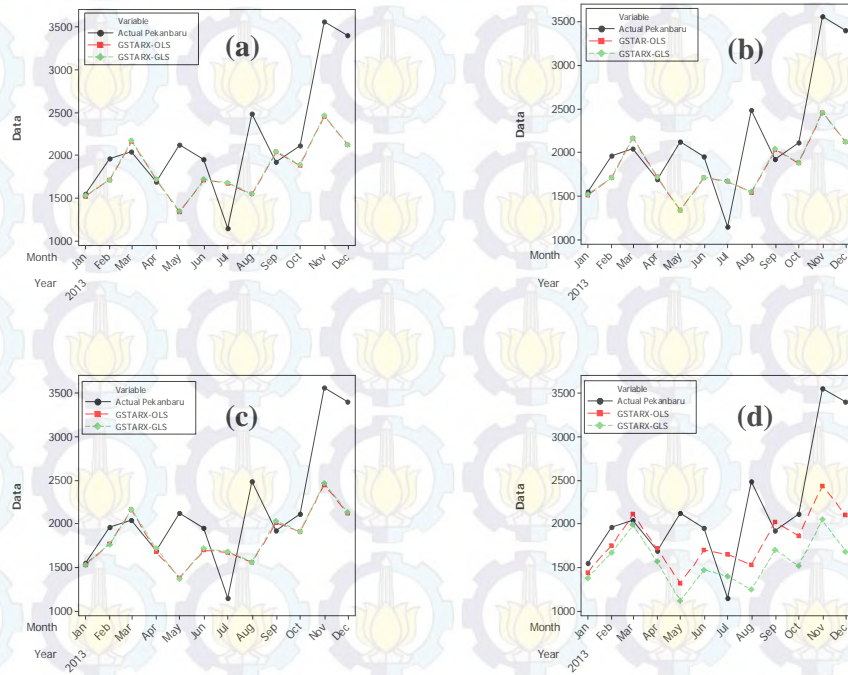 (a)
Variable
Actual Pekanbaru
GSTARX-OLS
GSTARX-GLS
Data
3500
3000
2500
2000
1500
1000
Month
Jan
Feb
Mar
Apr
May
Jun
Jul
Aug
Sep
Oct
Nov
Dec
Year
2013
(b)
Variable
Actual Pekanbaru
GSTAR-OLS
GSTARX-GLS
Data
3500
3000
2500
2000
1500
1000
Month
Jan
Feb
Mar
Apr
May
Jun
Jul
Aug
Sep
Oct
Nov
Dec
Year
2013
(c)
Variable
Actual Pekanbaru
GSTARX-OLS
GSTARX-GLS
Data
3500
3000
2500
2000
1500
1000
Month
Jan
Feb
Mar
Apr
May
Jun
Jul
Aug
Sep
Oct
Nov
Dec
Year
2013
(d)
Variable
Actual Pekanbaru
GSTARX-OLS
GSTARX-GLS
Data
3500
3000
2500
2000
1500
1000
Month
Jan
Feb
Mar
Apr
May
Jun
Jul
Aug
Sep
Oct
Nov
Dec
Year
2013